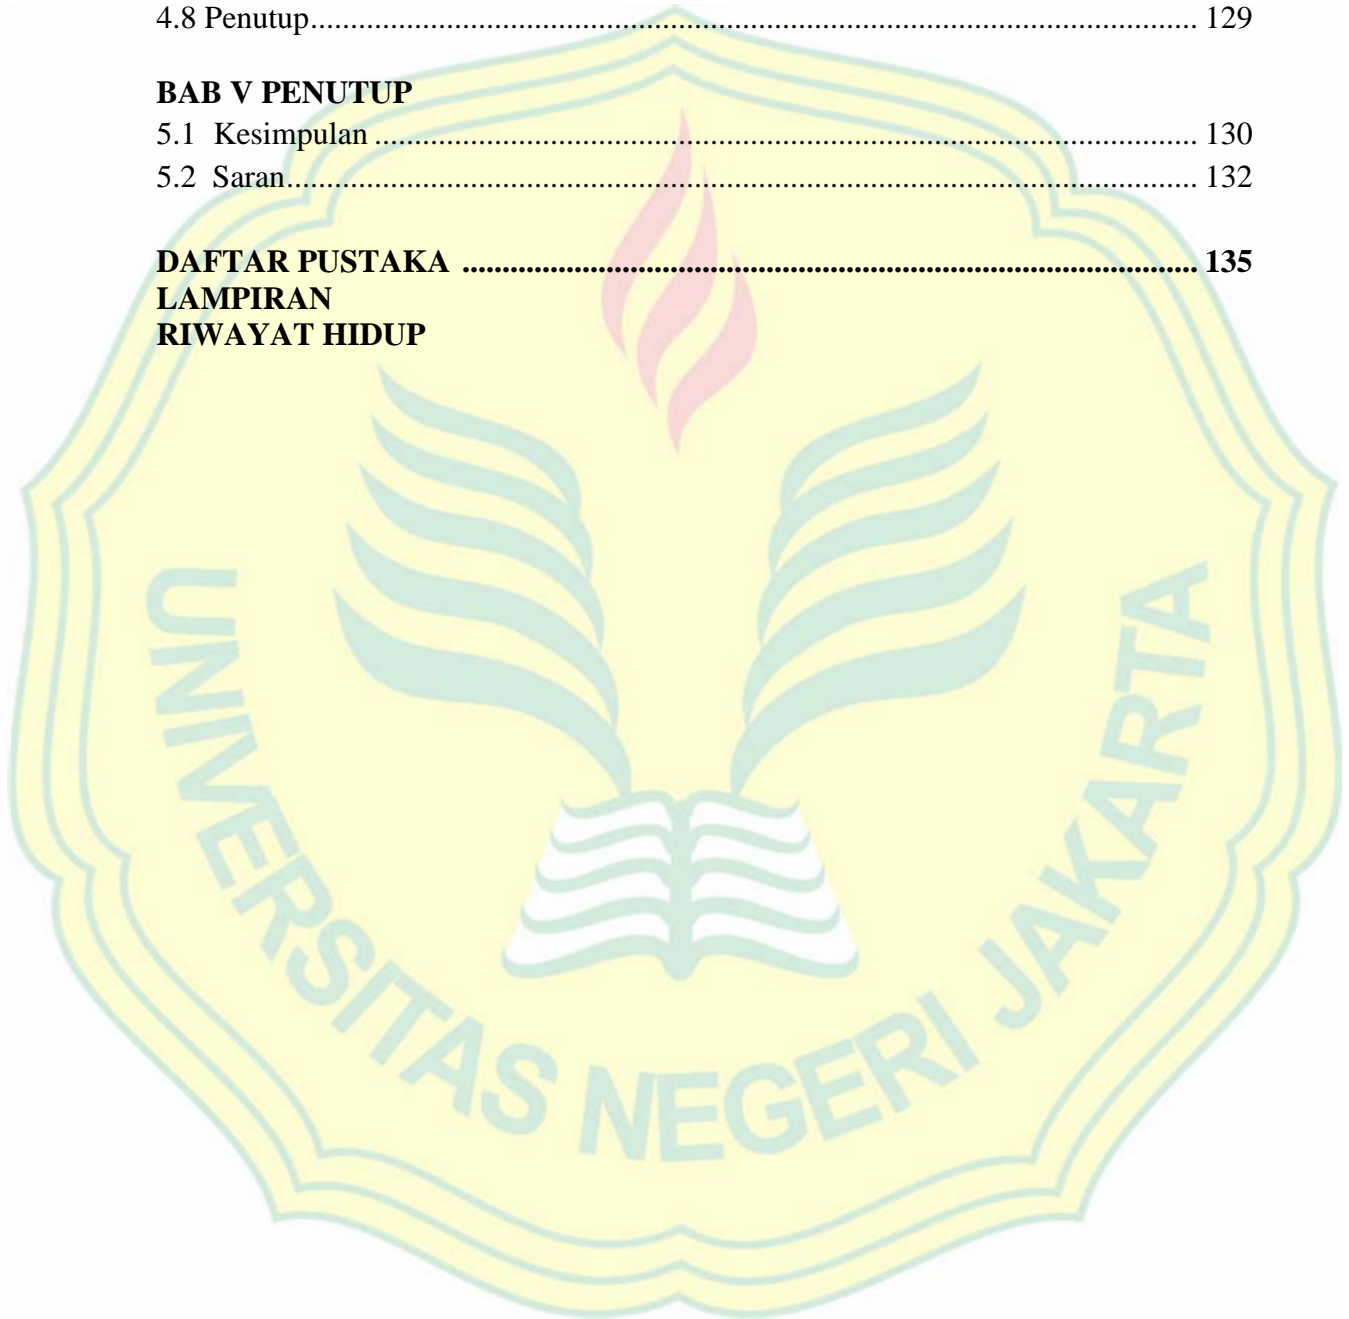 4.8 Penutup.................................................................................................................. 129
BAB V PENUTUP
5.1 Kesimpulan .......................................................................................................... 130
5.2 Saran..................................................................................................................... 132
DAFTAR PUSTAKA ............................................................................................. 135
LAMPIRAN
RIWAYAT HIDUP
UNIVERSITAS NEGERI JAKARTA